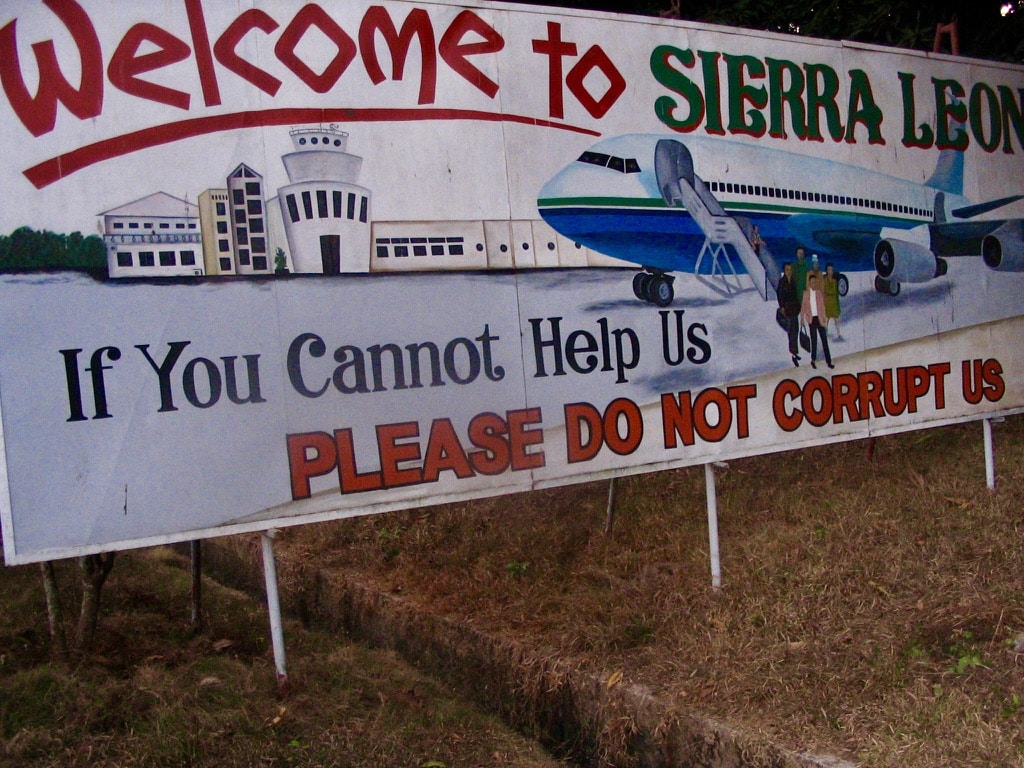 Welcome to SIERRA LEON
If You Cannot Help Us
PLEASE DO NOT CORRUPT US